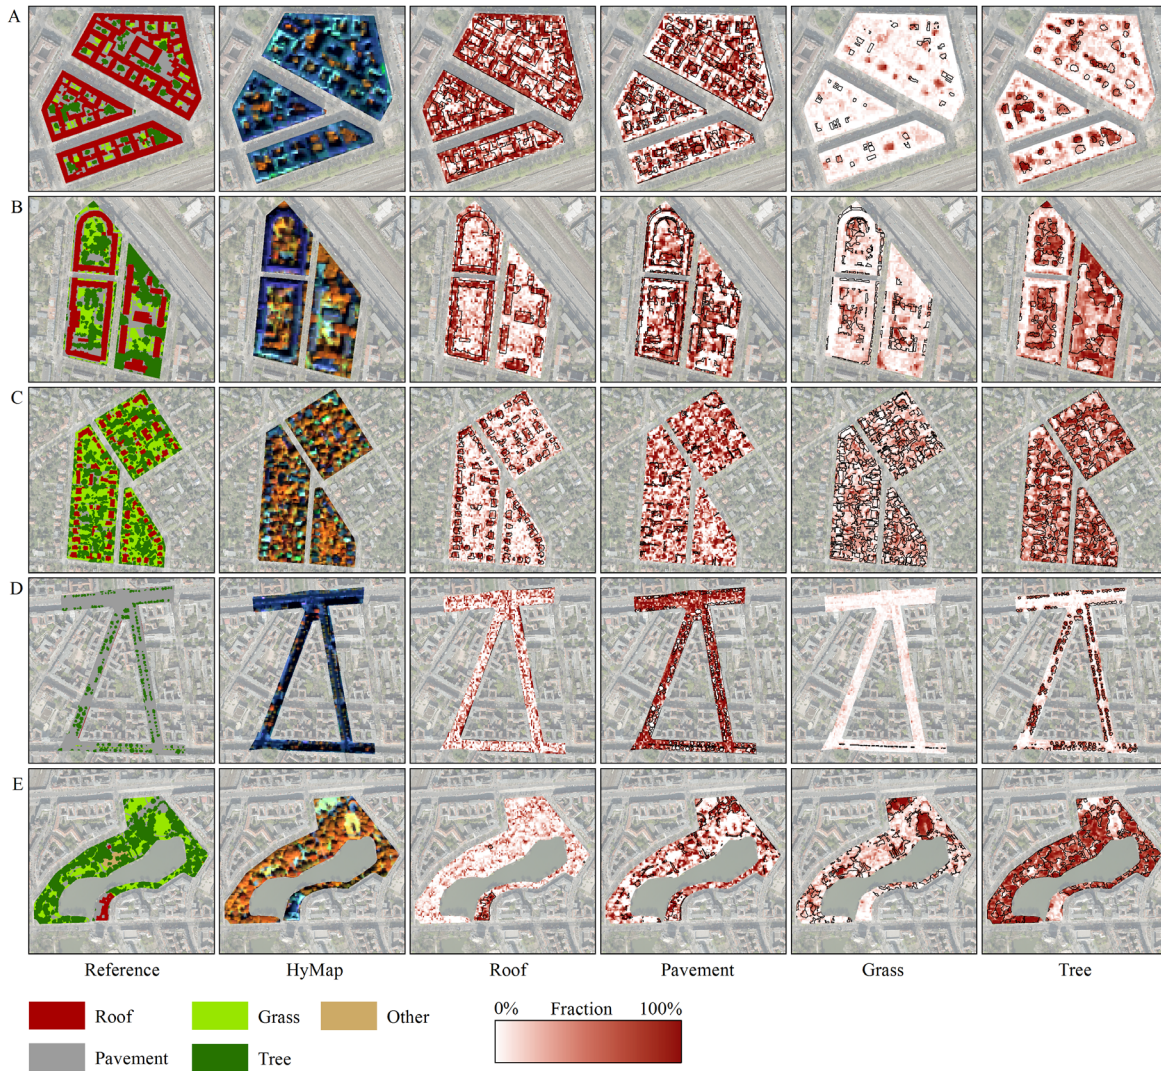 A
B
C
D
E
Reference HyMap Roof Pavement Grass Tree
Roof Grass Other 0% Fraction 100%
Pavement Tree